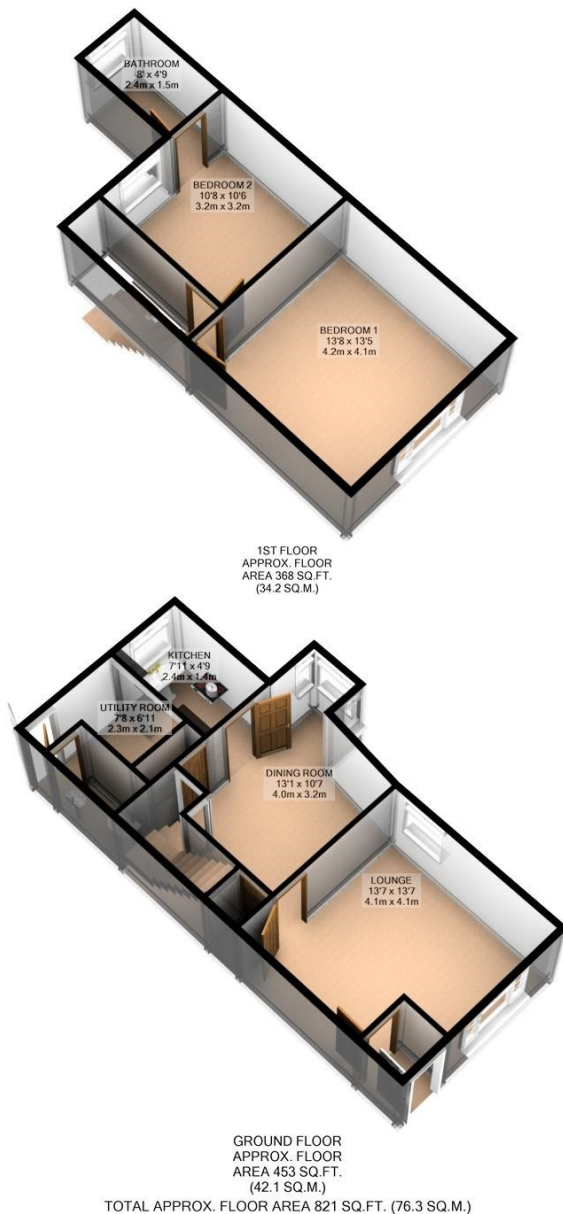 BATHROOM
8' x 4'9
2.4m x 1.5m
BEDROOM 2
10'8 x 10'6
3.2m x 3.2m
BEDROOM 1
13'8 x 13'5
4.2m x 4.1m
1ST FLOOR
APPROX. FLOOR
AREA 368 SQ.FT.
(34.2 SQ.M.)
KITCHEN
7'11 x 4'9
2.4m x 1.4m
UTILITY ROOM
7'8 x 6'11
2.3m x 2.1m
DINING ROOM
13'1 x 10'7
4.0m x 3.2m
LOUNGE
13'7 x 13'7
4.1m x 4.1m
GROUND FLOOR
APPROX. FLOOR
AREA 453 SQ.FT.
(42.1 SQ.M.)
TOTAL APPROX. FLOOR AREA 821 SQ.FT. (76.3 SQ.M.)